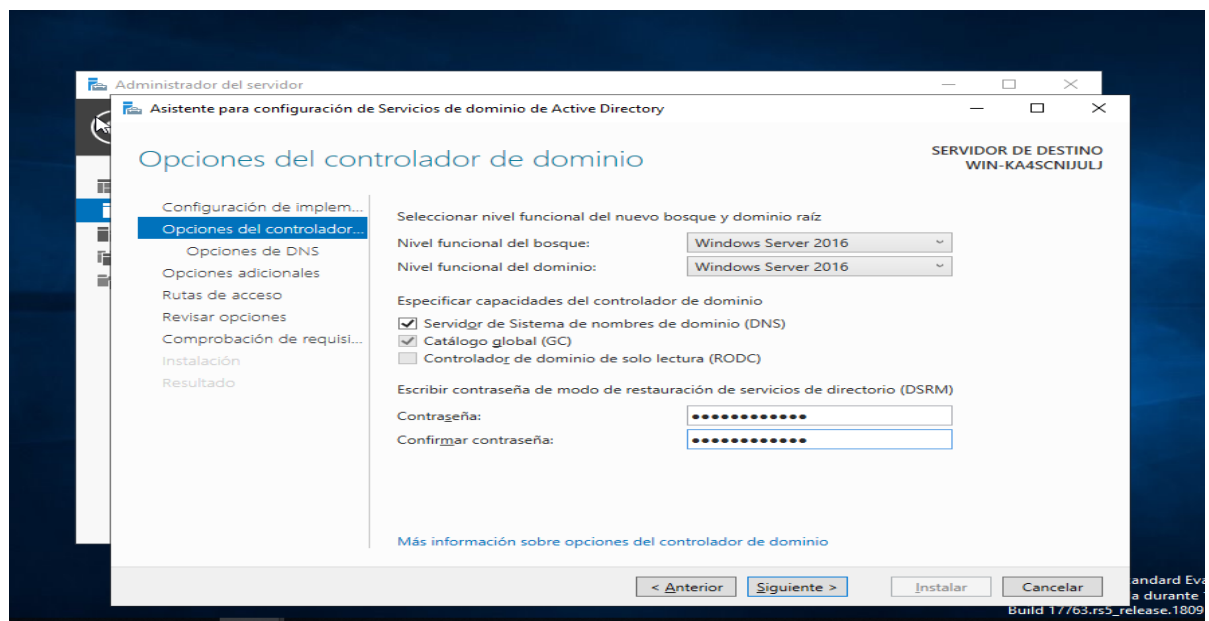 Administrador del servidor
Asistente para configuración de Servicios de dominio de Active Directory
Opciones del controlador de dominio
SERVIDOR DE DESTINO
WIN-KA4SCNIJULJ
Configuración de implem...
Opciones del controlador...
Opciones de DNS
Opciones adicionales
Rutas de acceso
Revisar opciones
Comprobación de requisi...
Instalación
Resultado
Seleccionar nivel funcional del nuevo bosque y dominio raíz
Nivel funcional del bosque: Windows Server 2016
Nivel funcional del dominio: Windows Server 2016
Especificar capacidades del controlador de dominio
Servidor de Sistema de nombres de dominio (DNS)
Catálogo global (GC)
Controlador de dominio de solo lectura (RODC)
Escribir contraseña de modo de restauración de servicios de directorio (DSRM)
Contraseña: ●●●●●●●●●●●●
Confirmar contraseña: ●●●●●●●●●●●●
Más información sobre opciones del controlador de dominio
< Anterior Siguiente > Instalar Cancelar
andard Eva
a durante
Build 17763.rs5_release.1809